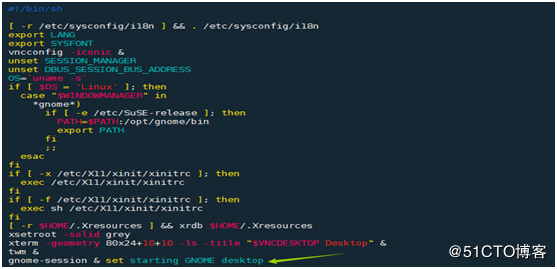 #!/bin/sh
[ -r /etc/sysconfig/i18n ] && . /etc/sysconfig/i18n
export LANG
export SYSFONT
vncconfig -iconic &
unset SESSION_MANAGER
unset DBUS_SESSION_BUS_ADDRESS
OS=`uname -s`
if [ $OS = 'Linux' ]; then
case "$WINDOWMANAGER" in
*gnome*)
if [ -e /etc/SuSE-release ]; then
PATH=$PATH:/opt/gnome/bin
export PATH
fi
;;
esac
fi
if [ -x /etc/X11/xinit/xinitrc ]; then
exec /etc/X11/xinit/xinitrc
fi
if [ -f /etc/X11/xinit/xinitrc ]; then
exec sh /etc/X11/xinit/xinitrc
fi
[ -r $HOME/.Xresources ] && xrdb $HOME/.Xresources
xsetroot -solid grey
xterm -geometry 80x24+10+10 -ls -title "$VNCDESKTOP Desktop" &
twm &
gnome-session & set starting GNOME desktop
@51CTO博客